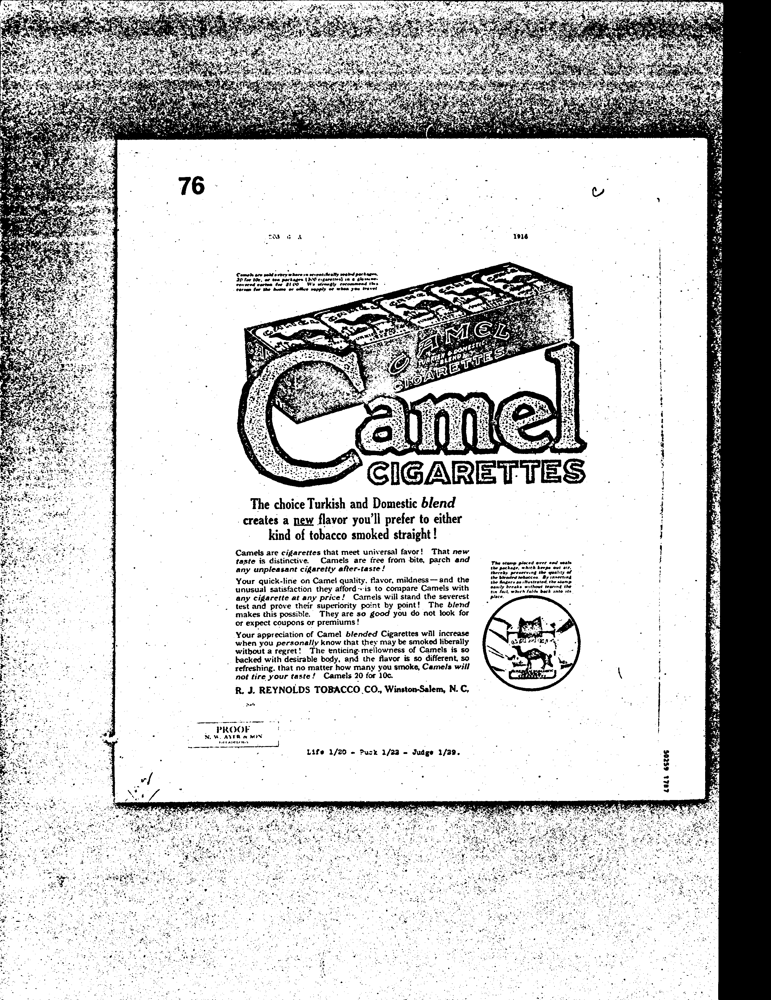 76
1916
Camels are sold everywhere in scientifically sealed packages,
20 for 10c, or ten packages (200 cigarettes) in a glassine-
covered carton for $1.00. We strongly recommend this
carton for the home or office supply or when you travel
CAMEL
TURKISH & DOMESTIC
BLEND
CIGARETTES
Camel
CIGARETTES
The choice Turkish and Domestic blend
creates a new flavor you'll prefer to either
kind of tobacco smoked straight!
Camels are cigarettes that meet universal favor! That new
taste is distinctive. Camels are free from bite, parch and
any unpleasant cigaretty after-taste!
Your quick-line on Camel quality, flavor, mildness—and the
unusual satisfaction they afford—is to compare Camels with
any cigarette at any price! Camels will stand the severest
test and prove their superiority point by point! The blend
makes this possible. They are so good you do not look for
or expect coupons or premiums!
Your appreciation of Camel blended Cigarettes will increase
when you personally know that they may be smoked liberally
without a regret! The enticing mellowness of Camels is so
backed with desirable body, and the flavor is so different, so
refreshing, that no matter how many you smoke, Camels will
not tire your taste! Camels 20 for 10c.
R. J. REYNOLDS TOBACCO CO., Winston-Salem, N. C.
The stamp placed over end seals
the package, which keeps out air,
thereby preserving the quality of
the blended tobaccos. By inserting
the fingers as illustrated, the stamp
easily breaks without tearing the
tin foil, which folds back into its
place
PROOF
N. W. AYER & SON
PHILADELPHIA
Life 1/20 - Puck 1/22 - Judge 1/29.
50259 1787